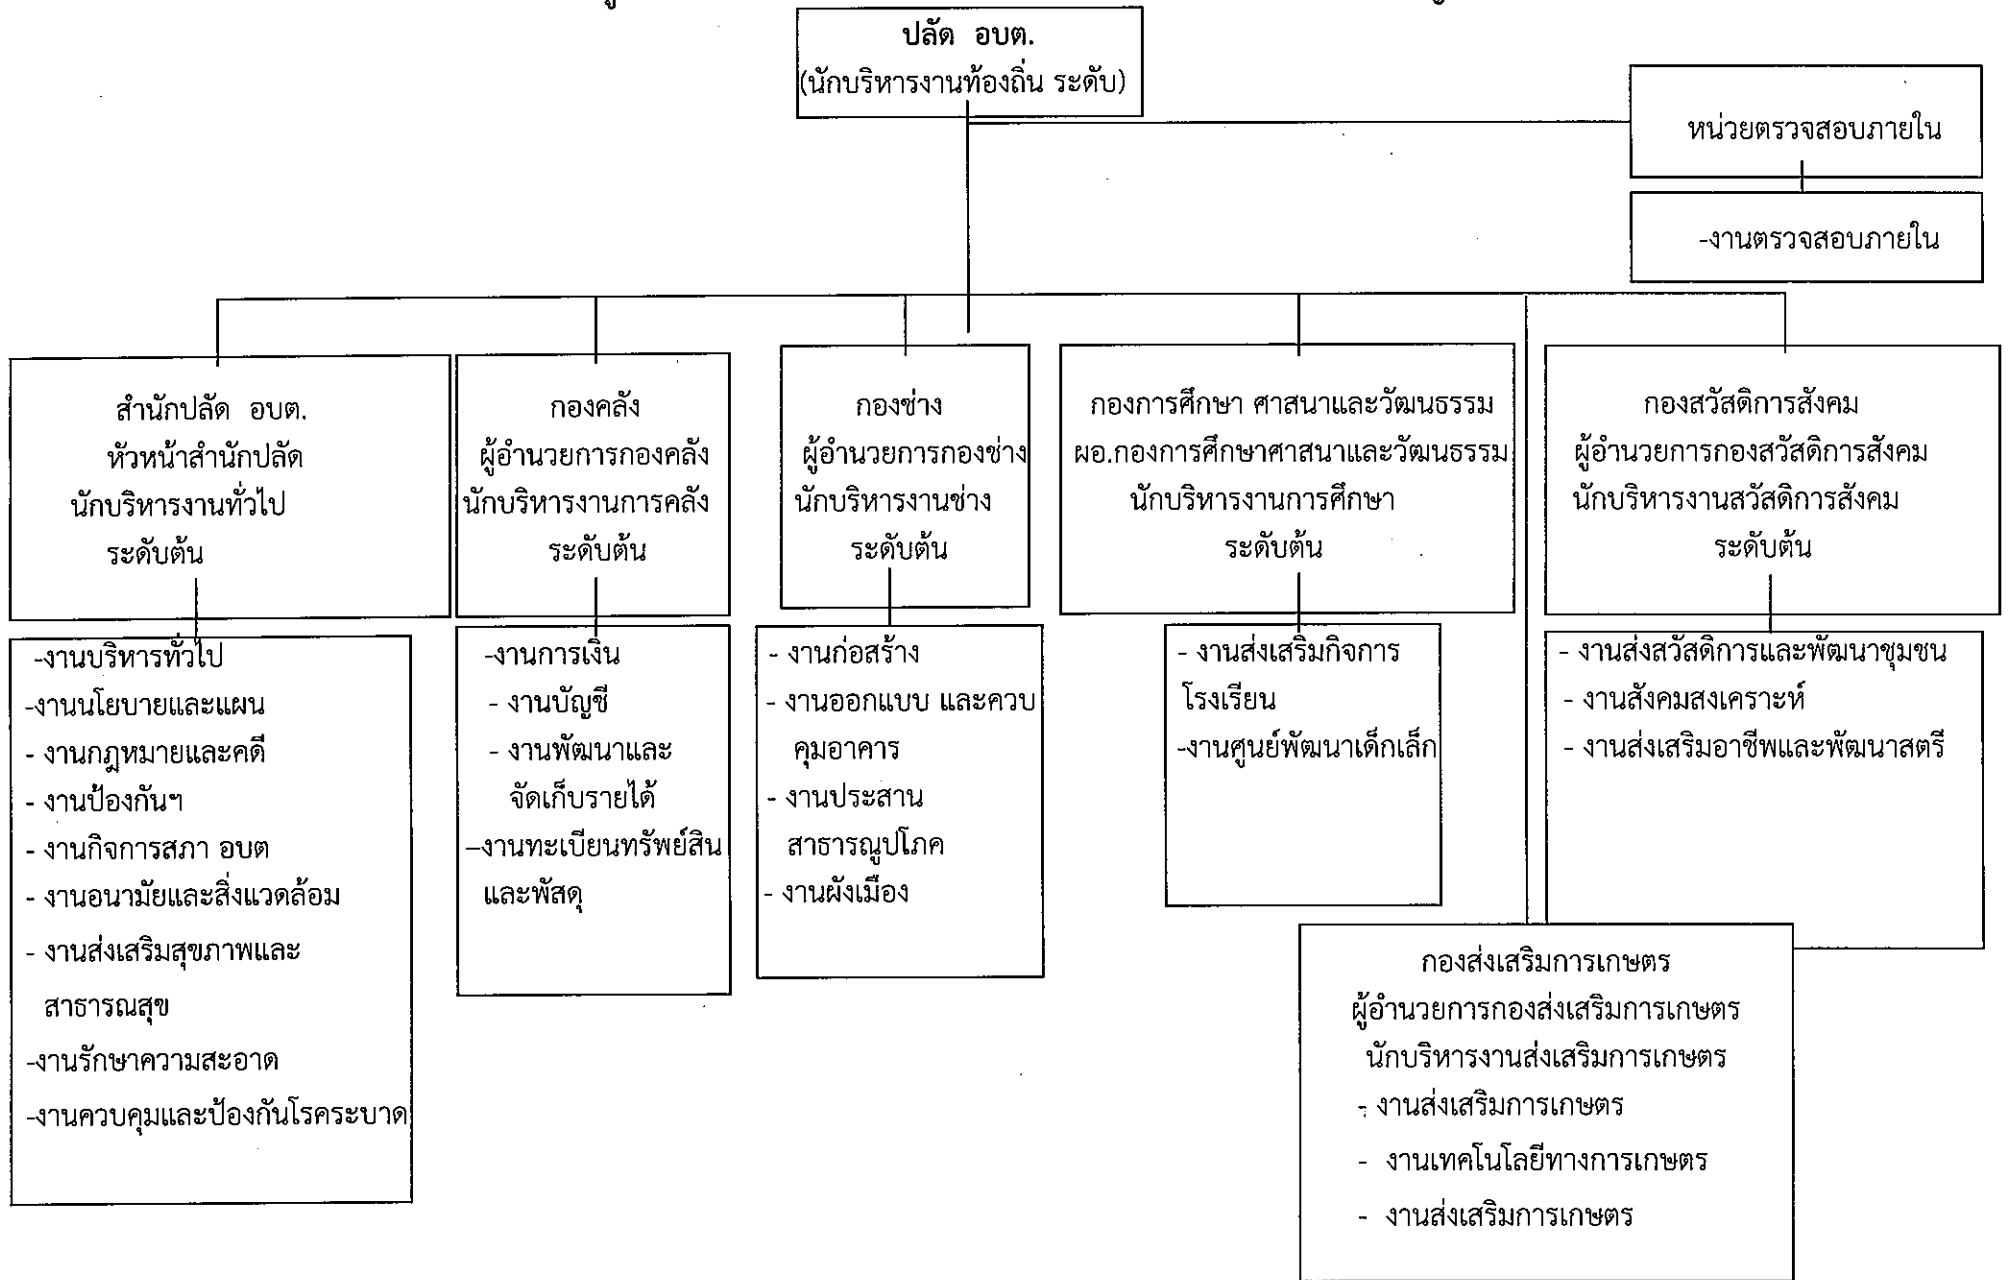 ปลัด อบต.
(นักบริหารงานท้องถิ่น ระดับ)
หน่วยตรวจสอบภายใน
-งานตรวจสอบภายใน
สำนักปลัด อบต.
หัวหน้าสำนักปลัด
นักบริหารงานทั่วไป
ระดับต้น
-งานบริหารทั่วไป
-งานนโยบายและแผน
- งานกฎหมายและคดี
- งานป้องกันฯ
- งานกิจการสภา อบต
- งานอนามัยและสิ่งแวดล้อม
- งานส่งเสริมสุขภาพและ
สาธารณสุข
-งานรักษาความสะอาด
-งานควบคุมและป้องกันโรคระบาด
กองคลัง
ผู้อำนวยการกองคลัง
นักบริหารงานการคลัง
ระดับต้น
-งานการเงิน
- งานบัญชี
- งานพัฒนาและ
จัดเก็บรายได้
–งานทะเบียนทรัพย์สิน
และพัสดุ
กองช่าง
ผู้อำนวยการกองช่าง
นักบริหารงานช่าง
ระดับต้น
- งานก่อสร้าง
- งานออกแบบ และควบ
คุมอาคาร
- งานประสาน
สาธารณูปโภค
- งานผังเมือง
กองการศึกษา ศาสนาและวัฒนธรรม
ผอ.กองการศึกษาศาสนาและวัฒนธรรม
นักบริหารงานการศึกษา
ระดับต้น
- งานส่งเสริมกิจการ
โรงเรียน
-งานศูนย์พัฒนาเด็กเล็ก
กองสวัสดิการสังคม
ผู้อำนวยการกองสวัสดิการสังคม
นักบริหารงานสวัสดิการสังคม
ระดับต้น
- งานส่งสวัสดิการและพัฒนาชุมชน
- งานสังคมสงเคราะห์
- งานส่งเสริมอาชีพและพัฒนาสตรี
กองส่งเสริมการเกษตร
ผู้อำนวยการกองส่งเสริมการเกษตร
นักบริหารงานส่งเสริมการเกษตร
- งานส่งเสริมการเกษตร
- งานเทคโนโลยีทางการเกษตร
- งานส่งเสริมการเกษตร